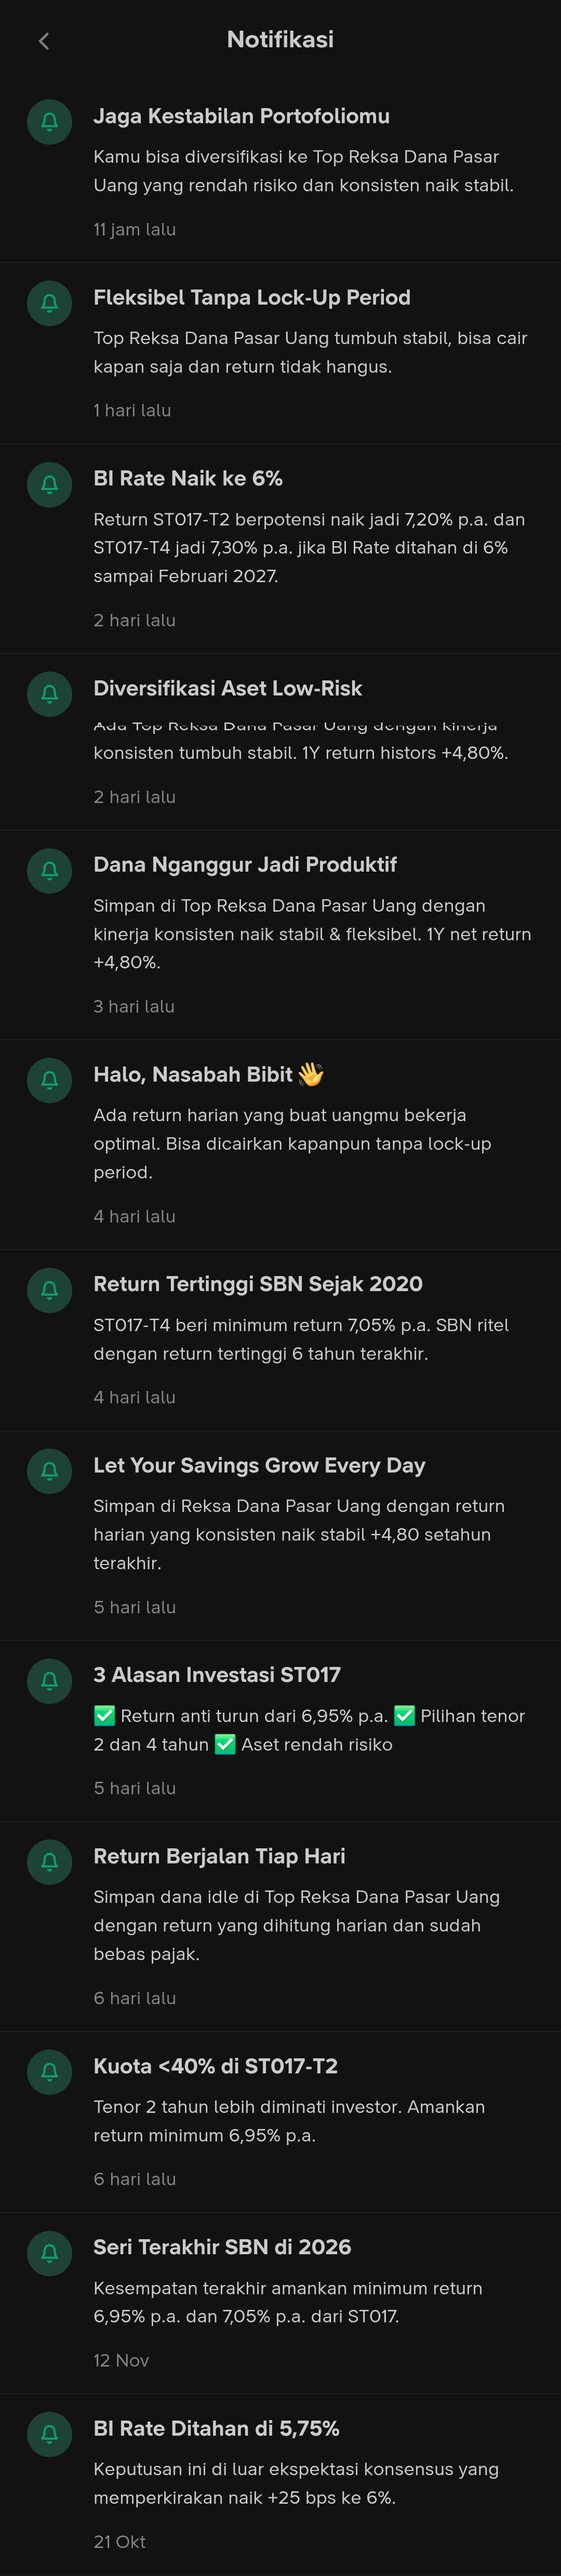 Notifikasi
Jaga Kestabilan Portofoliomu
Kamu bisa diversifikasi ke Top Reksa Dana Pasar
Uang yang rendah risiko dan konsisten naik stabil.
11 jam lalu
Fleksibel Tanpa Lock-Up Period
Top Reksa Dana Pasar Uang tumbuh stabil, bisa cair
kapan saja dan return tidak hangus.
1 hari lalu
BI Rate Naik ke 6%
Return ST017-T2 berpotensi naik jadi 7,20% p.a. dan
ST017-T4 jadi 7,30% p.a. jika BI Rate ditahan di 6%
sampai Februari 2027.
2 hari lalu
Diversifikasi Aset Low-Risk
Ada Top Reksa Dana Pasar Uang dengan kinerja
konsisten tumbuh stabil. 1Y return histors +4,80%.
2 hari lalu
Dana Nganggur Jadi Produktif
Simpan di Top Reksa Dana Pasar Uang dengan
kinerja konsisten naik stabil & fleksibel. 1Y net return
+4,80%.
3 hari lalu
Halo, Nasabah Bibit 👋
Ada return harian yang buat uangmu bekerja
optimal. Bisa dicairkan kapanpun tanpa lock-up
period.
4 hari lalu
Return Tertinggi SBN Sejak 2020
ST017-T4 beri minimum return 7,05% p.a. SBN ritel
dengan return tertinggi 6 tahun terakhir.
4 hari lalu
Let Your Savings Grow Every Day
Simpan di Reksa Dana Pasar Uang dengan return
harian yang konsisten naik stabil +4,80 setahun
terakhir.
5 hari lalu
3 Alasan Investasi ST017
✅ Return anti turun dari 6,95% p.a. ✅ Pilihan tenor
2 dan 4 tahun ✅ Aset rendah risiko
5 hari lalu
Return Berjalan Tiap Hari
Simpan dana idle di Top Reksa Dana Pasar Uang
dengan return yang dihitung harian dan sudah
bebas pajak.
6 hari lalu
Kuota <40% di ST017-T2
Tenor 2 tahun lebih diminati investor. Amankan
return minimum 6,95% p.a.
6 hari lalu
Seri Terakhir SBN di 2026
Kesempatan terakhir amankan minimum return
6,95% p.a. dan 7,05% p.a. dari ST017.
12 Nov
BI Rate Ditahan di 5,75%
Keputusan ini di luar ekspektasi konsensus yang
memperkirakan naik +25 bps ke 6%.
21 Okt